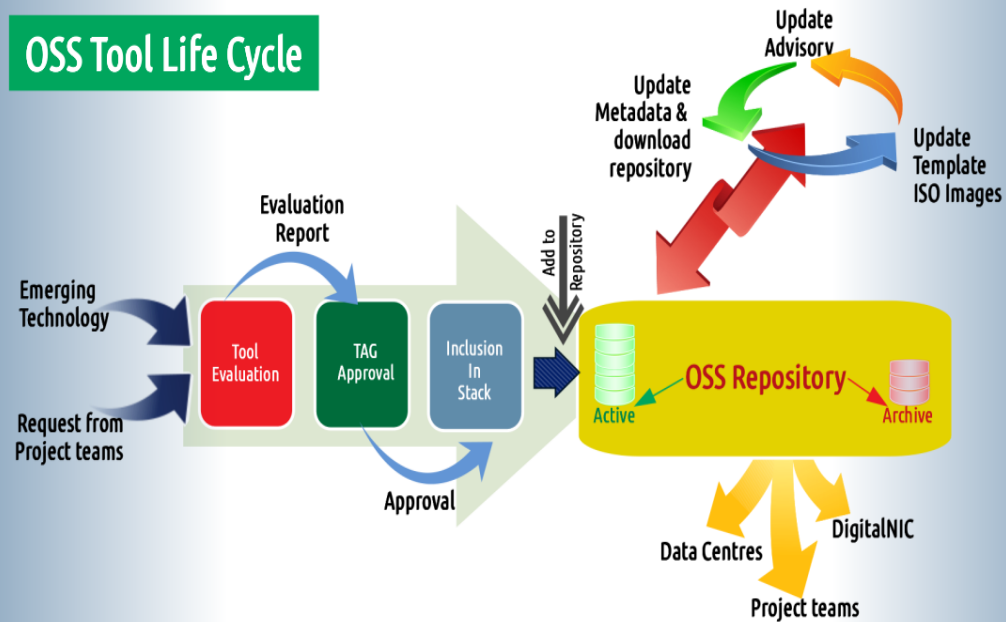 OSS Tool Life Cycle
Update
Advisory
Update
Metadata &
download
repository
Update
Template
ISO Images
Evaluation
Report
Add to
Repository
Emerging
Technology
Request from
Project teams
Tool
Evaluation
TAG
Approval
Inclusion
In
Stack
Approval
OSS Repository
Active
Archive
Data Centres
DigitalNIC
Project teams